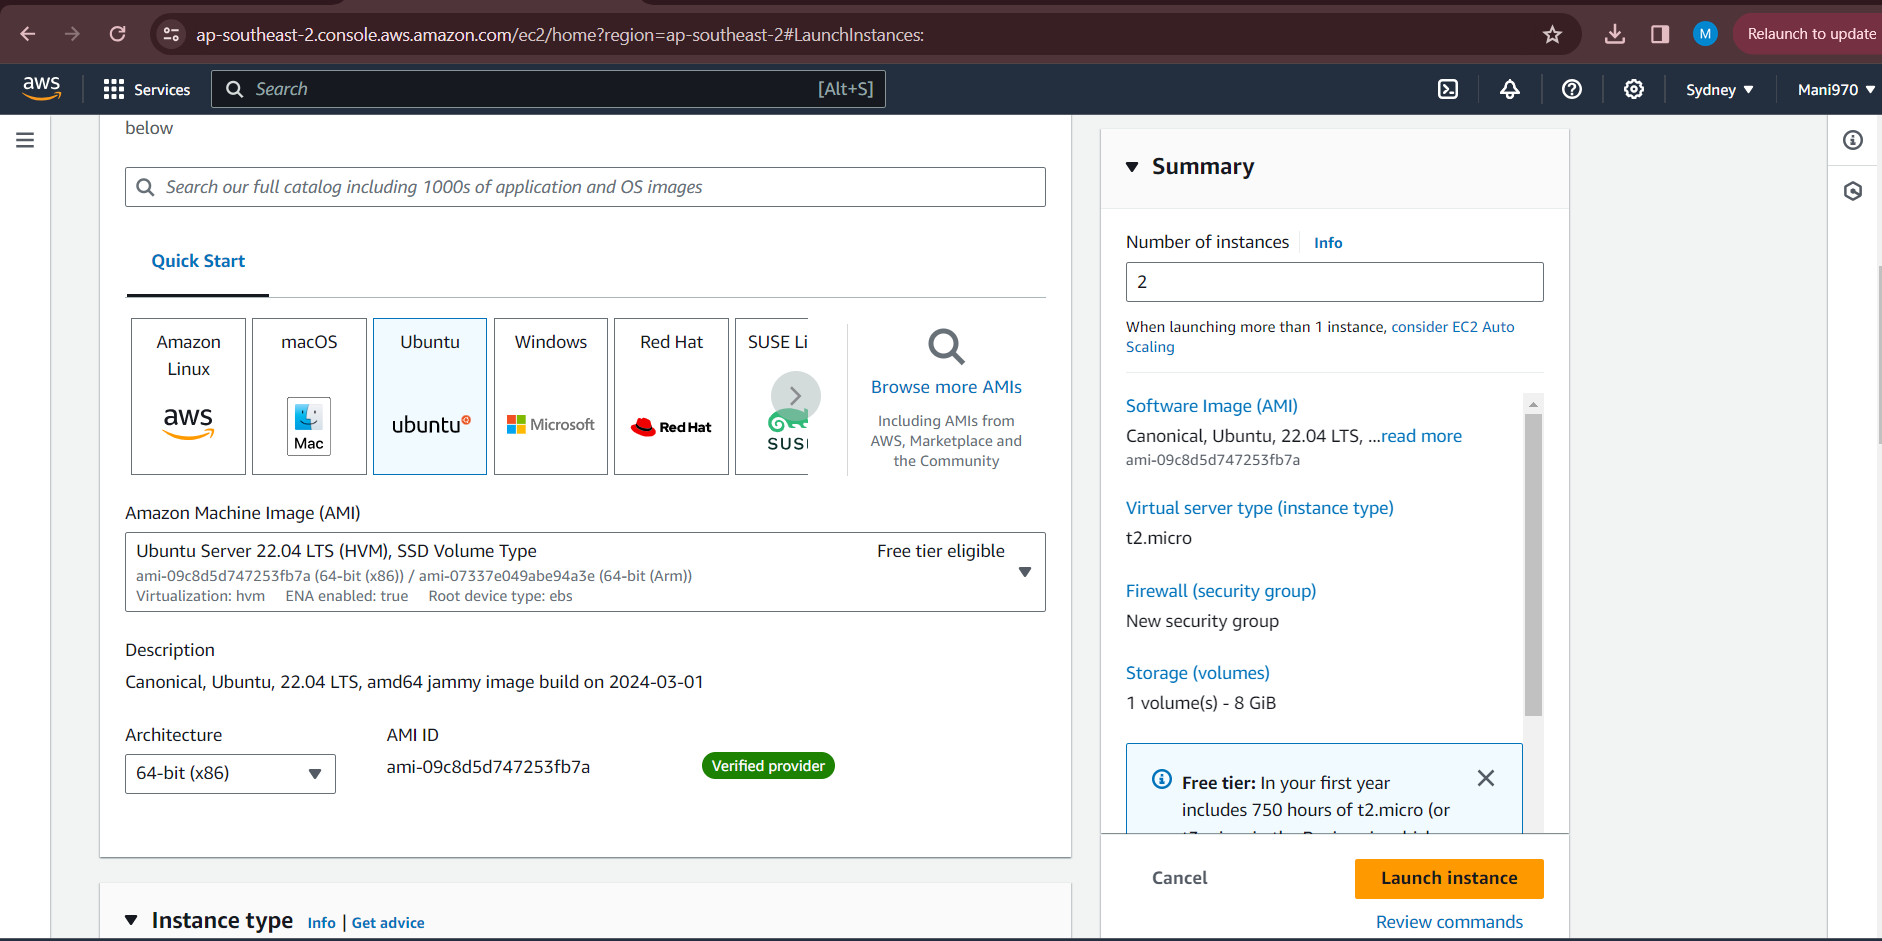 ap-southeast-2.console.aws.amazon.com/ec2/home?region=ap-southeast-2#LaunchInstances:
M
Relaunch to update
aws
Services
Search
[Alt+S]
Sydney
Mani970
below
Search our full catalog including 1000s of application and OS images
Quick Start
Amazon
Linux
aws
macOS
Mac
Ubuntu
ubuntu
Windows
Microsoft
Red Hat
Red Hat
SUSE Li
SUS
Browse more AMIs
Including AMIs from
AWS, Marketplace and
the Community
Amazon Machine Image (AMI)
Ubuntu Server 22.04 LTS (HVM), SSD Volume Type
Free tier eligible
ami-09c8d5d747253fb7a (64-bit (x86)) / ami-07337e049abe94a3e (64-bit (Arm))
Virtualization: hvm ENA enabled: true Root device type: ebs
Description
Canonical, Ubuntu, 22.04 LTS, amd64 jammy image build on 2024-03-01
Architecture
AMI ID
64-bit (x86)
ami-09c8d5d747253fb7a
Verified provider
Instance type Info | Get advice
Summary
Number of instances Info
2
When launching more than 1 instance, consider EC2 Auto
Scaling
Software Image (AMI)
Canonical, Ubuntu, 22.04 LTS, ...read more
ami-09c8d5d747253fb7a
Virtual server type (instance type)
t2.micro
Firewall (security group)
New security group
Storage (volumes)
1 volume(s) - 8 GiB
Free tier: In your first year
includes 750 hours of t2.micro (or
Cancel
Launch instance
Review commands